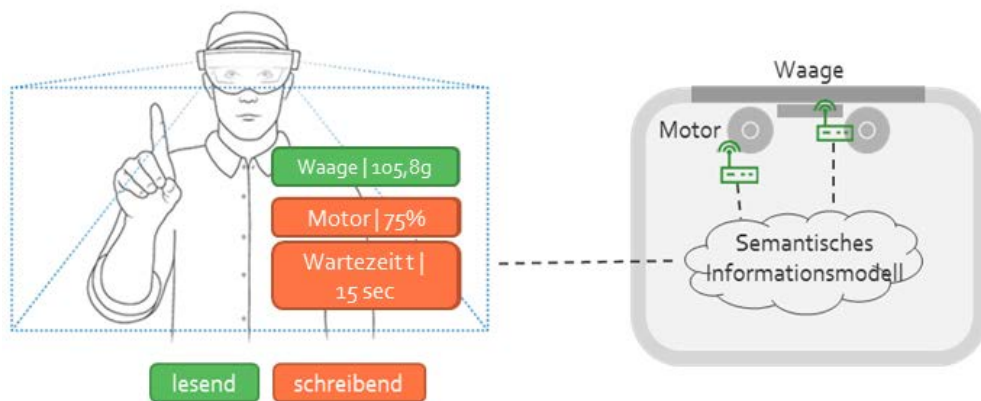 Waage | 105,8g
Motor | 75%
Wartezeit t |
15 sec
lesend
schreibend
Waage
Motor
Semantisches
Informationsmodell